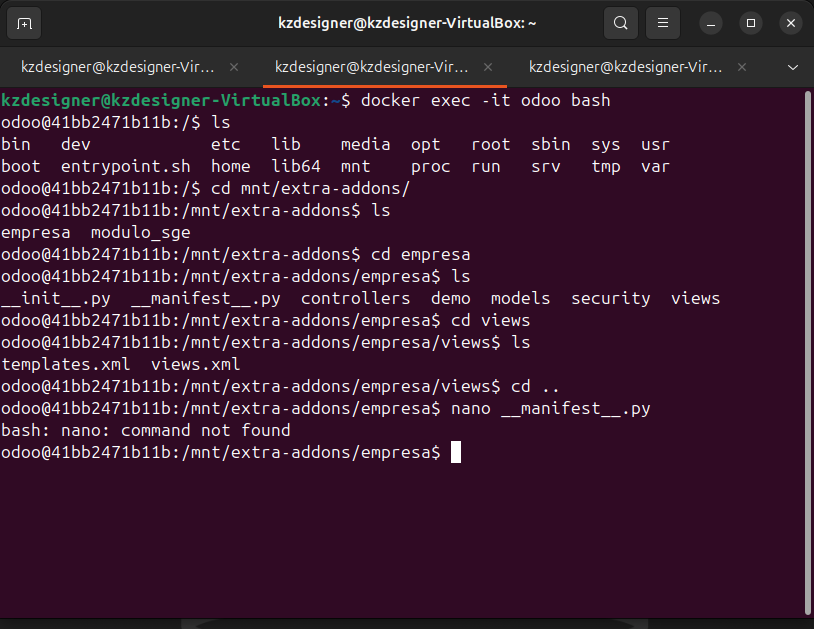 kzdesigner@kzdesigner-VirtualBox: ~
kzdesigner@kzdesigner-Vir... kzdesigner@kzdesigner-Vir... kzdesigner@kzdesigner-Vir...
kzdesigner@kzdesigner-VirtualBox:~$ docker exec -it odoo bash
odoo@41bb2471b11b:/$ ls
bin   dev            etc   lib    media  opt   root  sbin  sys  usr
boot  entrypoint.sh  home  lib64  mnt    proc  run   srv   tmp  var
odoo@41bb2471b11b:/$ cd mnt/extra-addons/
odoo@41bb2471b11b:/mnt/extra-addons$ ls
empresa  modulo_sge
odoo@41bb2471b11b:/mnt/extra-addons$ cd empresa
odoo@41bb2471b11b:/mnt/extra-addons/empresa$ ls
__init__.py  __manifest__.py  controllers  demo  models  security  views
odoo@41bb2471b11b:/mnt/extra-addons/empresa$ cd views
odoo@41bb2471b11b:/mnt/extra-addons/empresa/views$ ls
templates.xml  views.xml
odoo@41bb2471b11b:/mnt/extra-addons/empresa/views$ cd ..
odoo@41bb2471b11b:/mnt/extra-addons/empresa$ nano __manifest__.py
bash: nano: command not found
odoo@41bb2471b11b:/mnt/extra-addons/empresa$